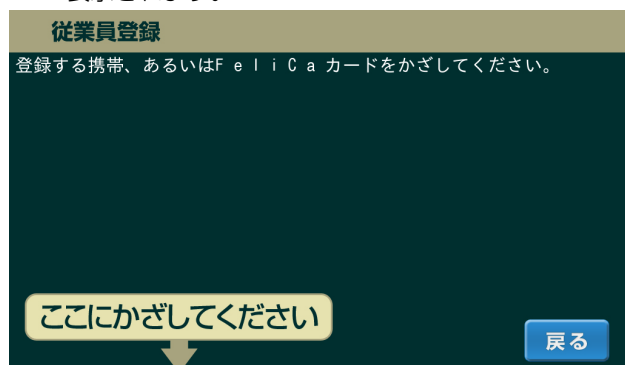 従業員登録
登録する携帯、あるいはFeliCaカードをかざしてください。
ここにかざしてください
戻る